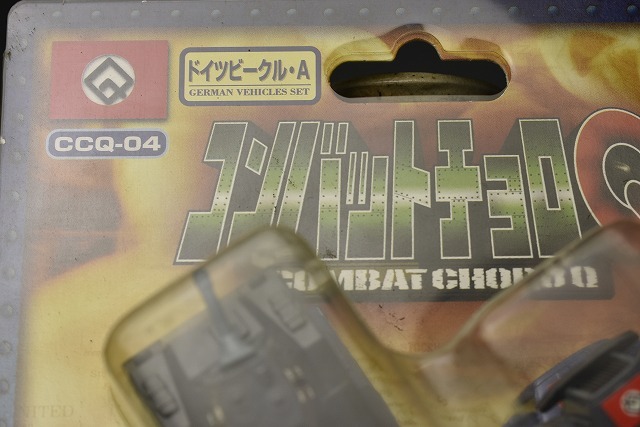 ドイツビークル・A
GERMAN VEHICLES SET
CCQ-04
コンバットチョロQ
COMBAT CHORO Q
UNITED